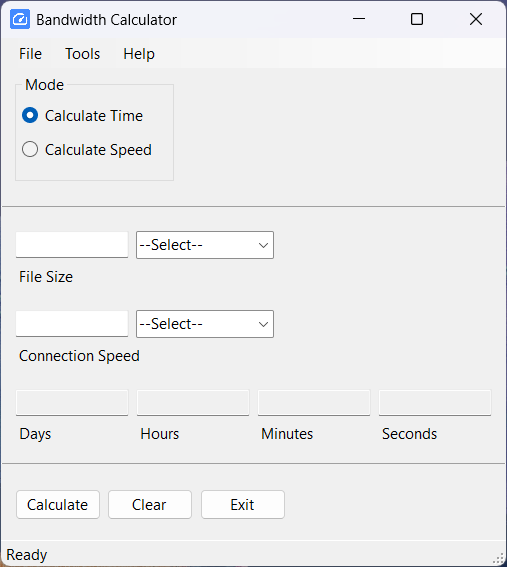 Bandwidth Calculator
File Tools Help
Mode
Calculate Time
Calculate Speed
--Select--
File Size
--Select--
Connection Speed
Days Hours Minutes Seconds
Calculate Clear Exit
Ready